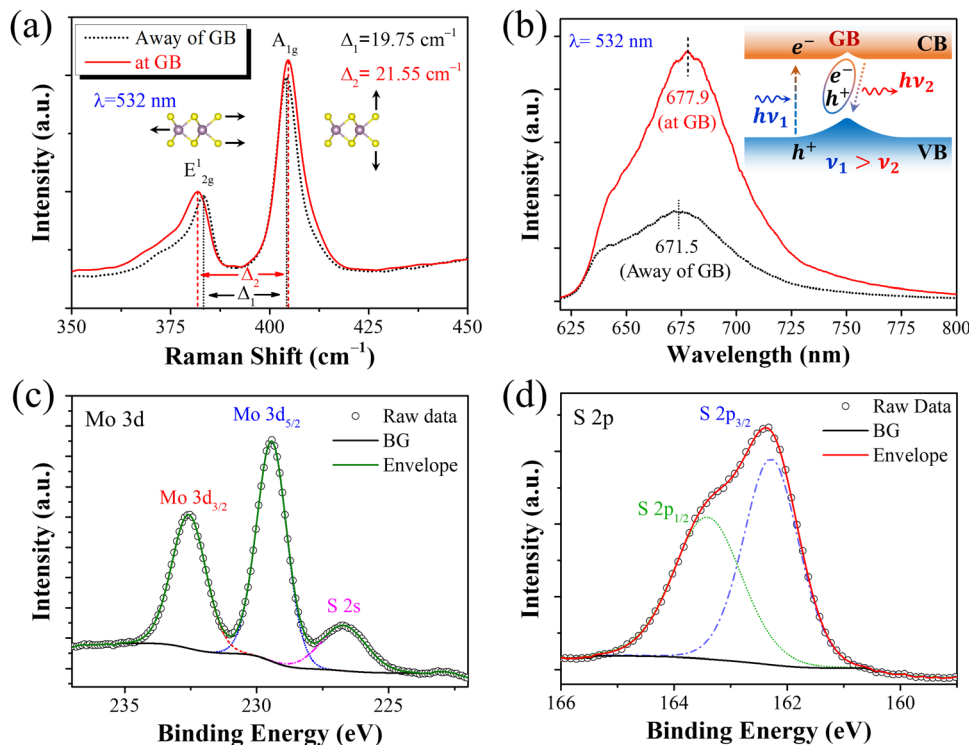 (a)
Away of GB
at GB
λ=532 nm
A1g
Δ1=19.75 cm⁻¹
Δ2= 21.55 cm⁻¹
E¹2g
Δ2
Δ1
Intensity (a.u.)
350 375 400 425 450
Raman Shift (cm⁻¹)
(b)
λ= 532 nm
677.9
(at GB)
671.5
(Away of GB)
e⁻ GB CB
e⁻
h⁺
hν1
hν2
h⁺ ν1 > ν2 VB
Intensity (a.u.)
625 650 675 700 725 750 775 800
Wavelength (nm)
(c)
Mo 3d
Mo 3d5/2
Mo 3d3/2
S 2s
Raw data
BG
Envelope
Intensity (a.u.)
235 230 225
Binding Energy (eV)
(d)
S 2p
S 2p3/2
S 2p1/2
Raw Data
BG
Envelope
Intensity (a.u.)
166 164 162 160
Binding Energy (eV)